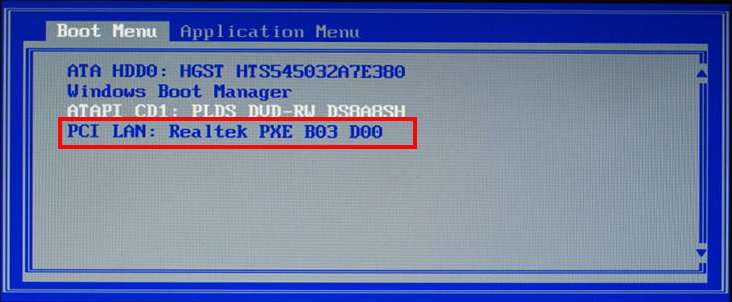 Boot Menu Application Menu
ATA HDD0: HGST HTS545032A7E380
Windows Boot Manager
ATAPI CD1: PLDS DVD-RW DS8A8SH
PCI LAN: Realtek PXE B03 D00